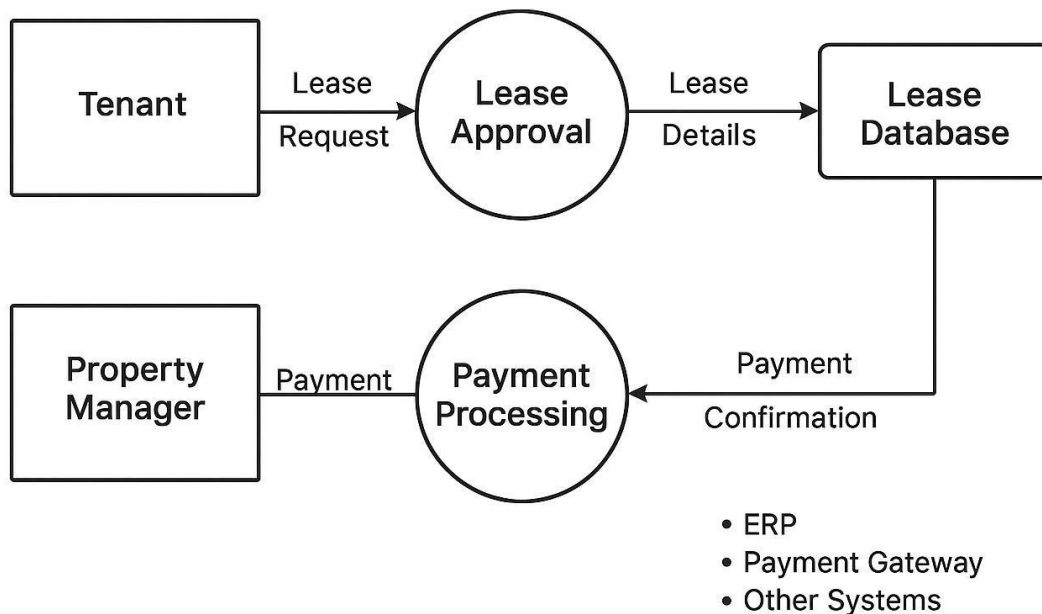 Tenant
Lease
Request
Lease
Approval
Lease
Details
Lease
Database
Property
Manager
Payment
Payment
Processing
Payment
Confirmation
• ERP
• Payment Gateway
• Other Systems